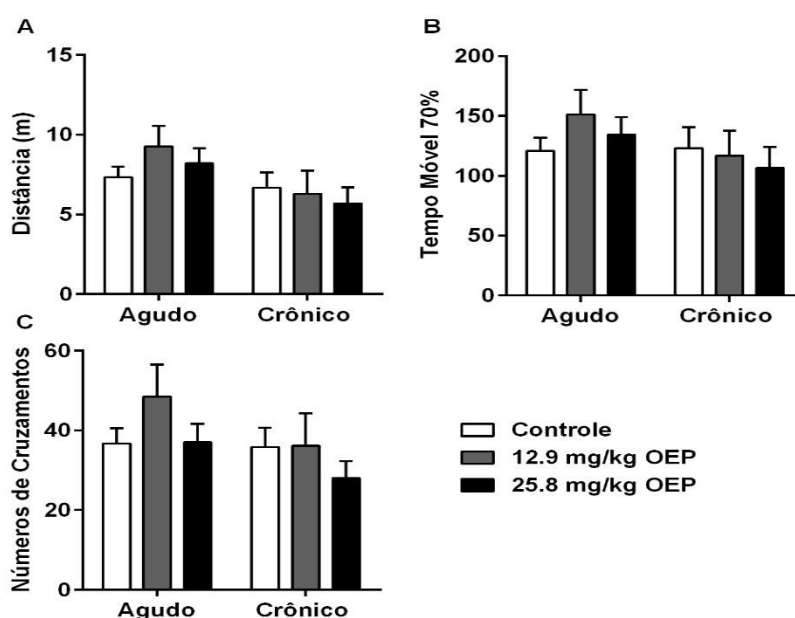 A
Distância (m)
15
10
5
0
Agudo Crônico
B
Tempo Móvel 70%
200
150
100
50
0
Agudo Crônico
C
Números de Cruzamentos
60
40
20
0
Agudo Crônico
Controle
12.9 mg/kg OEP
25.8 mg/kg OEP